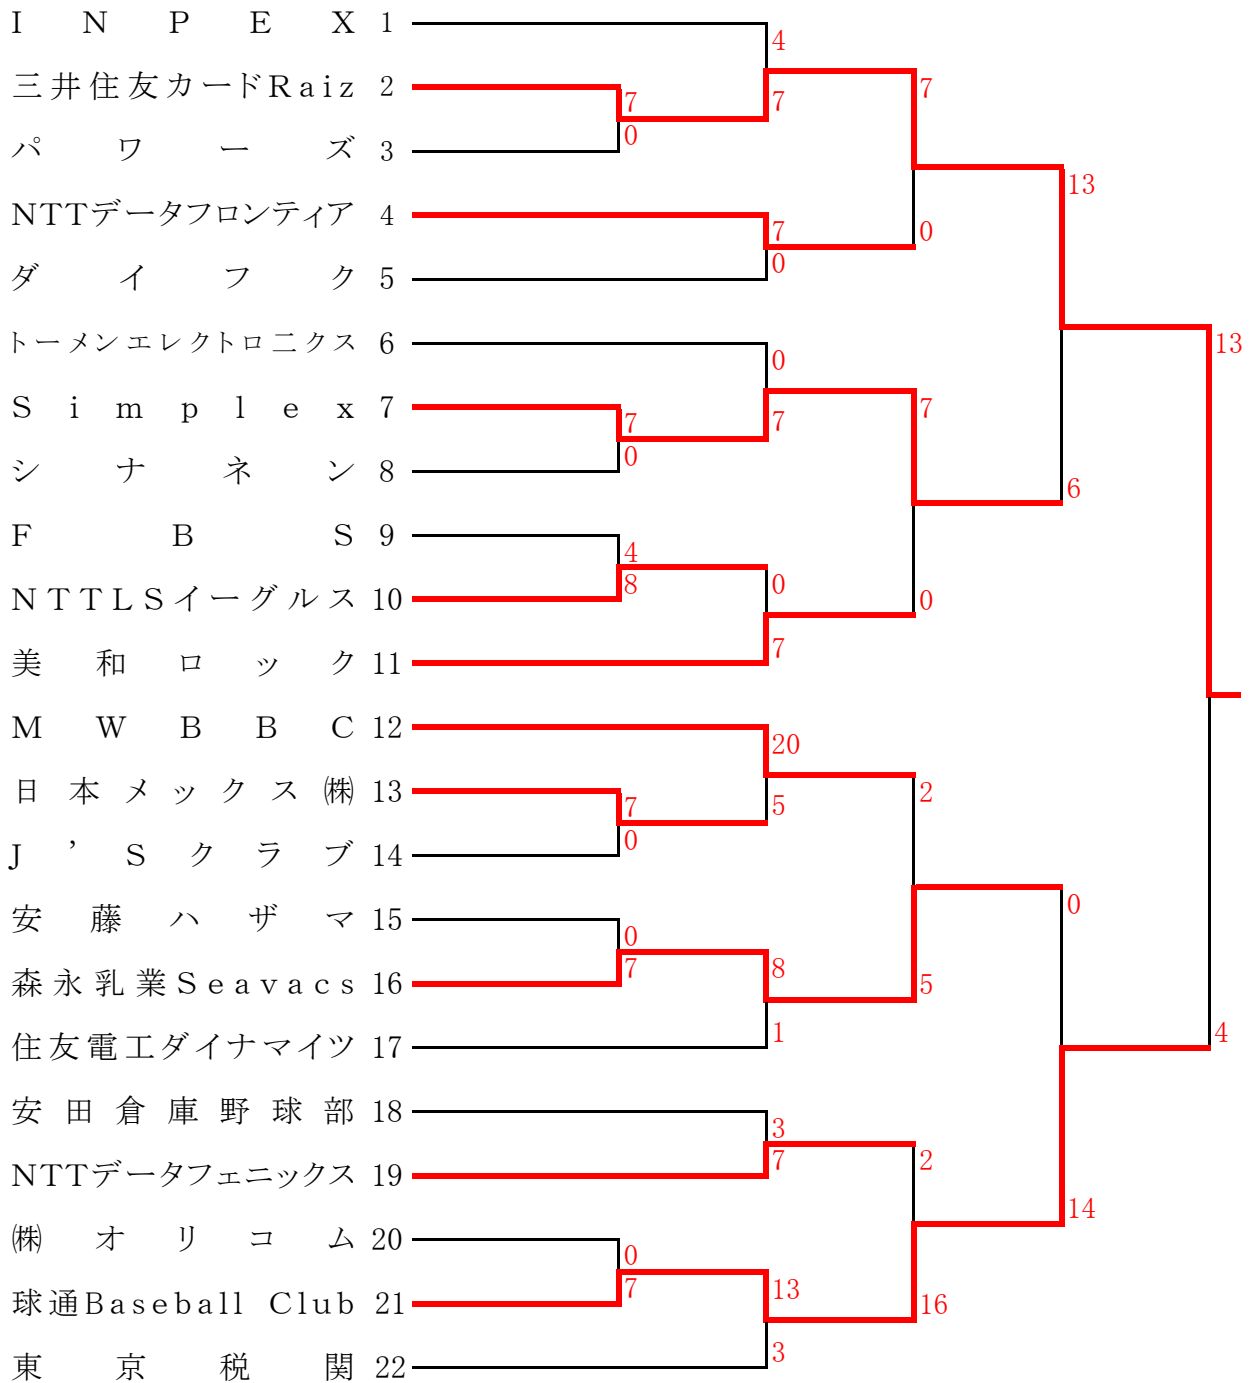 INPEX 1
4
三井住友カードRaiz 2
7
7
7
0
パワーズ 3
13
NTTデータフロンティア 4
7
0
0
ダイフク 5
トーメンエレクトロニクス 6
13
0
Simplex 7
7
7
7
0
シナネン 8
6
FBS 9
4
8
0
0
NTTLSイーグルス 10
7
美和ロック 11
MWBBC 12
20
日本メックス㈱ 13
2
7
5
0
J’Sクラブ 14
安藤ハザマ 15
0
0
7
8
森永乳業Seavacs 16
5
1
4
住友電工ダイナマイツ 17
安田倉庫野球部 18
3
7
2
NTTデータフェニックス 19
14
㈱オリコム 20
0
7
13
球通Baseball Club 21
16
3
東京税関 22